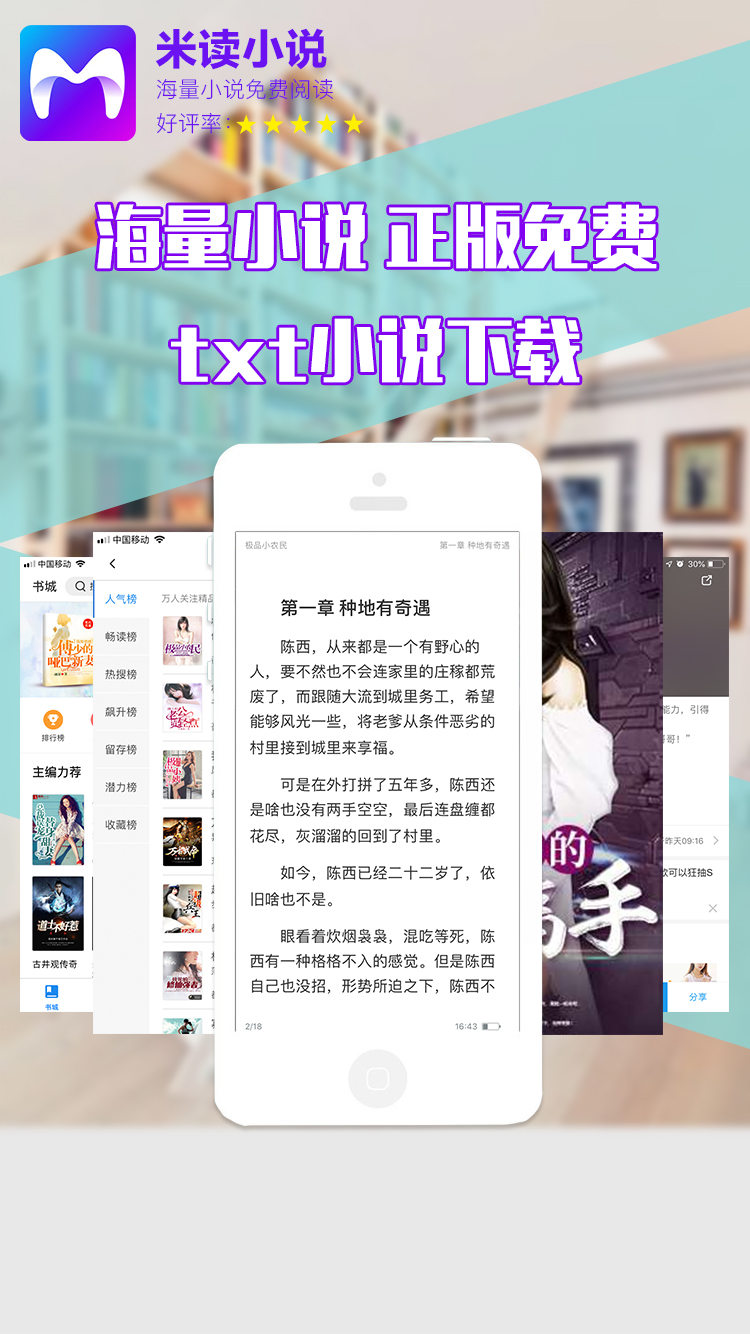 米读小说
海量小说免费阅读
好评率:
海量小说 正版免费
txt小说下载
中国移动
书城
排行榜
主编力荐
道士不好惹
古井观传奇
书城
中国移动
人气榜
万人关注精品
畅读榜
热搜榜
飙升榜
留存榜
潜力榜
收藏榜
极品小农民
第一章 种地有奇遇
第一章 种地有奇遇
陈西，从来都是一个有野心的
人，要不然也不会连家里的庄稼都荒
废了，而跟随大流到城里务工，希望
能够风光一些，将老爹从条件恶劣的
村里接到城里来享福。
可是在外打拼了五年多，陈西还
是啥也没有两手空空，最后连盘缠都
花尽，灰溜溜的回到了村里。
如今，陈西已经二十二岁了，依
旧啥也不是。
眼看着炊烟袅袅，混吃等死，陈
西有一种格格不入的感觉。但是陈西
自己也没招，形势所迫之下，陈西不
2/18
16:43
的
高手
30%
能力，引得
哥！”
昨天09:16
次可以狂抽S
分享